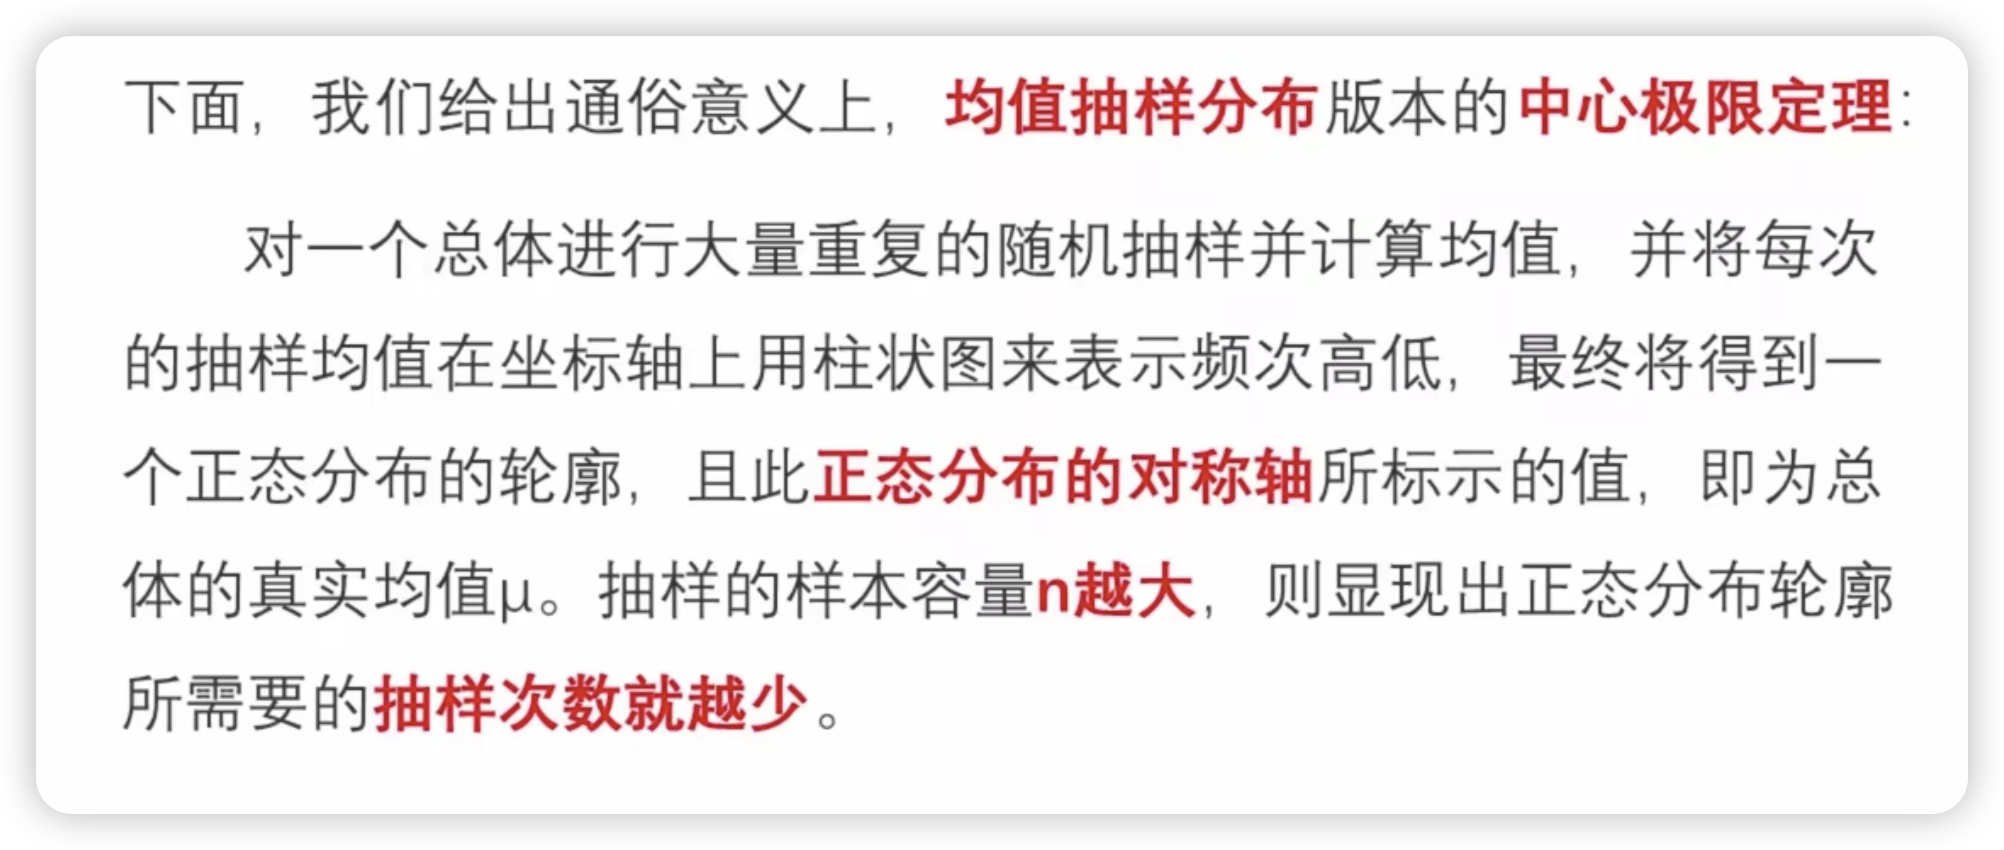 下面，我们给出通俗意义上，均值抽样分布版本的中心极限定理：
对一个总体进行大量重复的随机抽样并计算均值，并将每次
的抽样均值在坐标轴上用柱状图来表示频次高低，最终将得到一
个正态分布的轮廓，且此正态分布的对称轴所标示的值，即为总
体的真实均值μ。抽样的样本容量n越大，则显现出正态分布轮廓
所需要的抽样次数就越少。